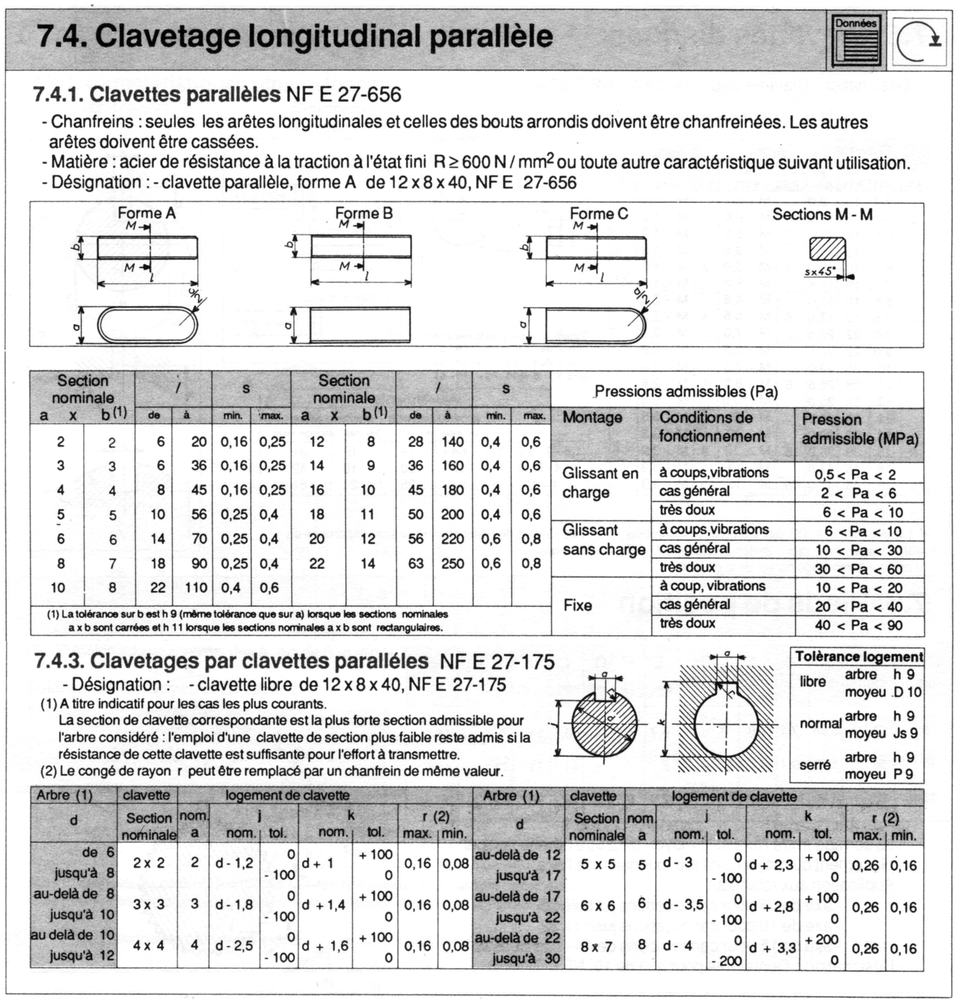 7.4. Clavetage longitudinal parallèle
Données
7.4.1. Clavettes parallèles NF E 27-656
- Chanfreins : seules les arêtes longitudinales et celles des bouts arrondis doivent être chanfreinées. Les autres
arêtes doivent être cassées.
- Matière : acier de résistance à la traction à l'état fini R ≥ 600 N / mm² ou toute autre caractéristique suivant utilisation.
- Désignation : - clavette parallèle, forme A de 12 x 8 x 40, NF E 27-656
Forme A Forme B Forme C Sections M - M
M M M
b b b
M M M s x 45°
l l l
a/2 a/2
a a a
Section nominale l s Section nominale l s Pressions admissibles (Pa)
a x b (1) de à min. max. a x b (1) de à min. max.
Montage Conditions de fonctionnement Pression admissible (MPa)
2 2 6 20 0,16 0,25 12 8 28 140 0,4 0,6
3 3 6 36 0,16 0,25 14 9 36 160 0,4 0,6
4 4 8 45 0,16 0,25 16 10 45 180 0,4 0,6
5 5 10 56 0,25 0,4 18 11 50 200 0,4 0,6
6 6 14 70 0,25 0,4 20 12 56 220 0,6 0,8
8 7 18 90 0,25 0,4 22 14 63 250 0,6 0,8
10 8 22 110 0,4 0,6
(1) La tolérance sur b est h 9 (même tolérance que sur a) lorsque les sections nominales
a x b sont carrées et h 11 lorsque les sections nominales a x b sont rectangulaires.
Glissant en charge
à coups,vibrations 0,5 < Pa < 2
cas général 2 < Pa < 6
très doux 6 < Pa < 10
Glissant sans charge
à coups,vibrations 6 < Pa < 10
cas général 10 < Pa < 30
très doux 30 < Pa < 60
Fixe
à coup, vibrations 10 < Pa < 20
cas général 20 < Pa < 40
très doux 40 < Pa < 90
7.4.3. Clavetages par clavettes paralléles NF E 27-175
- Désignation : - clavette libre de 12 x 8 x 40, NF E 27-175
(1) A titre indicatif pour les cas les plus courants.
La section de clavette correspondante est la plus forte section admissible pour
l'arbre considéré : l'emploi d'une clavette de section plus faible reste admis si la
résistance de cette clavette est suffisante pour l'effort à transmettre.
(2) Le congé de rayon r peut être remplacé par un chanfrein de même valeur.
a a
r r
j d k
Tolèrance logement
libre arbre h 9
moyeu D 10
normal arbre h 9
moyeu Js 9
serré arbre h 9
moyeu P 9
Arbre (1) clavette logement de clavette Arbre (1) clavette logement de clavette
d Section nominale nom. a j k r (2) d Section nominale nom. a j k r (2)
nom. tol. nom. tol. max. min. nom. tol. nom. tol. max. min.
de 6 jusqu'à 8 2 x 2 2 d - 1,2 0 - 100 d + 1 + 100 0 0,16 0,08 au-delà de 12 jusqu'à 17 5 x 5 5 d - 3 0 - 100 d + 2,3 + 100 0 0,26 0,16
au-delà de 8 jusqu'à 10 3 x 3 3 d - 1,8 0 - 100 d + 1,4 + 100 0 0,16 0,08 au-delà de 17 jusqu'à 22 6 x 6 6 d - 3,5 0 - 100 d + 2,8 + 100 0 0,26 0,16
au delà de 10 jusqu'à 12 4 x 4 4 d - 2,5 0 - 100 d + 1,6 + 100 0 0,16 0,08 au-delà de 22 jusqu'à 30 8 x 7 8 d - 4 0 - 200 d + 3,3 + 200 0 0,26 0,16